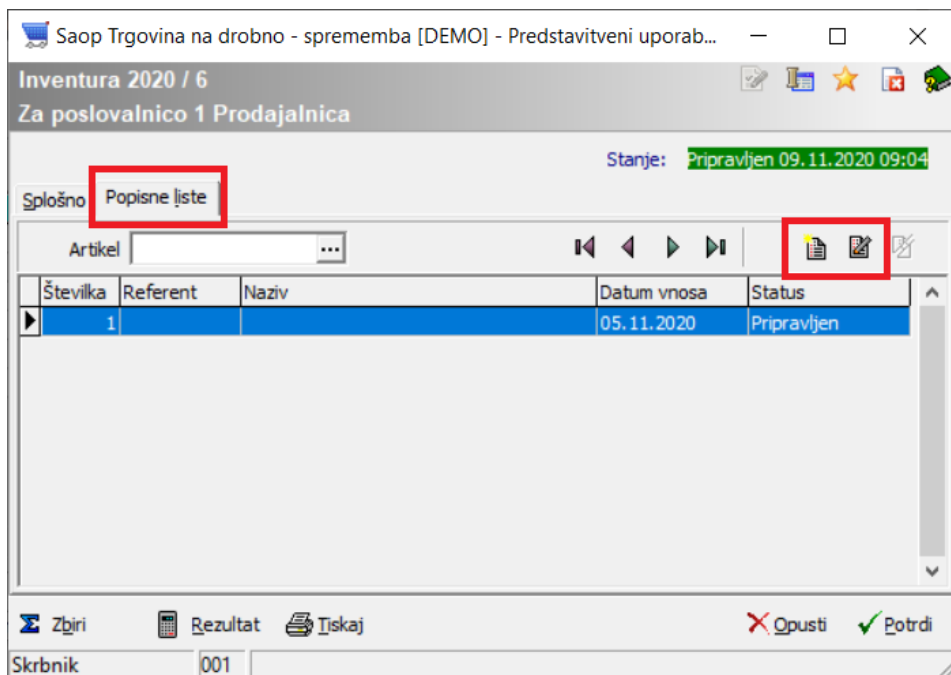 Saop Trgovina na drobno - sprememba [DEMO] - Predstavitveni uporab...
Inventura 2020 / 6
Za poslovalnico 1 Prodajalnica
Stanje: Pripravljen 09.11.2020 09:04
Splošno Popisne liste
Artikel ...
Številka Referent Naziv Datum vnosa Status
1 05.11.2020 Pripravljen
Zbiri Rezultat Tiskaj Opusti Potrdi
Skrbnik 001